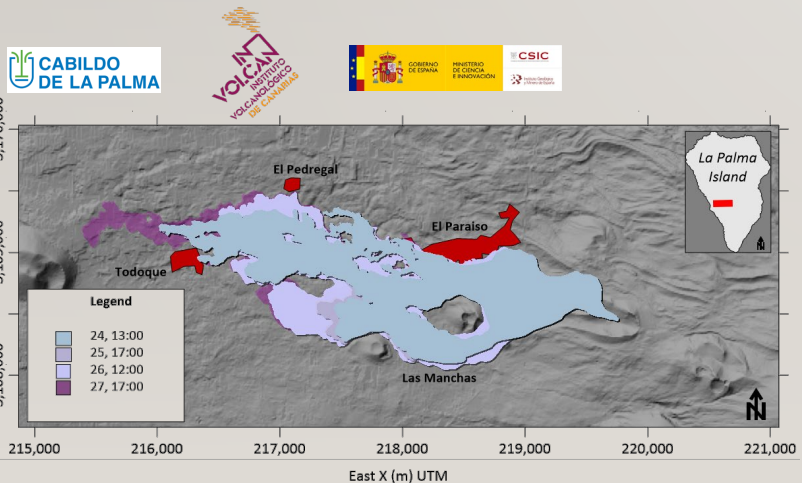 CABILDO
DE LA PALMA
IN
VOLCAN
INSTITUTO
VOLCANOLÓGICO
DE CANARIAS
GOBIERNO
DE ESPAÑA
MINISTERIO
DE CIENCIA
E INNOVACIÓN
CSIC
El Pedregal
La Palma
Island
El Paraiso
Todoque
Legend
24, 13:00
25, 17:00
26, 12:00
27, 17:00
Las Manchas
N
215,000
216,000
217,000
218,000
219,000
220,000
221,000
East X (m) UTM